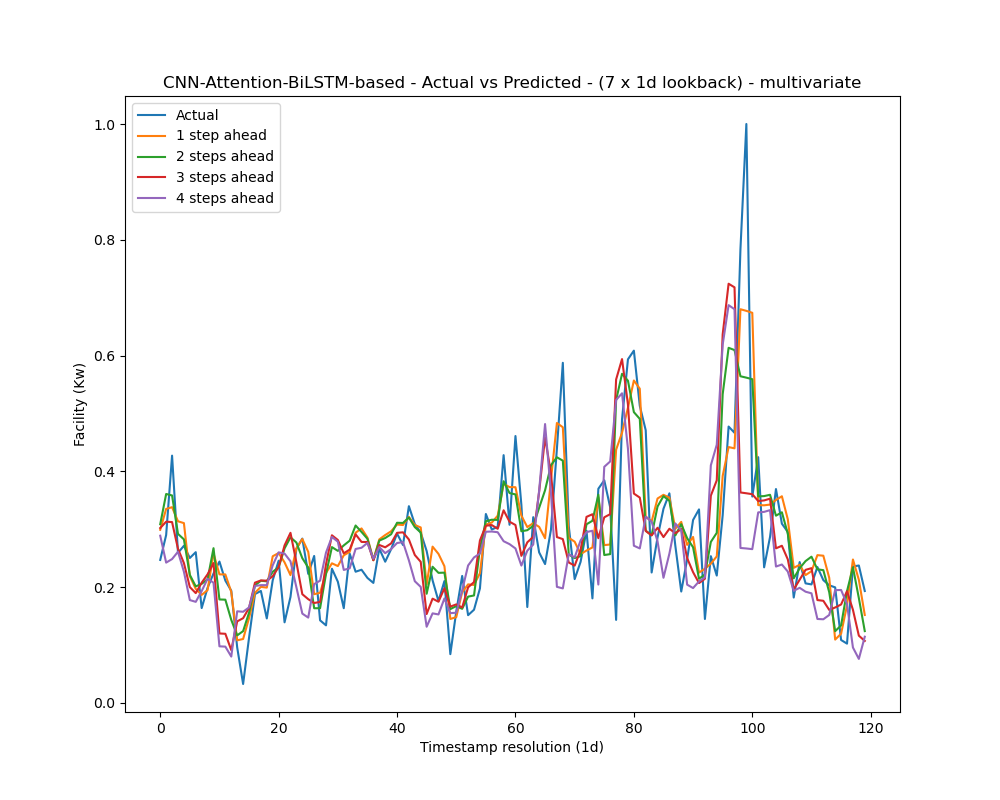 CNN-Attention-BiLSTM-based - Actual vs Predicted - (7 x 1d lookback) - multivariate
Actual
1 step ahead
2 steps ahead
3 steps ahead
4 steps ahead
1.0
0.8
0.6
0.4
0.2
0.0
Facility (Kw)
0 20 40 60 80 100 120
Timestamp resolution (1d)